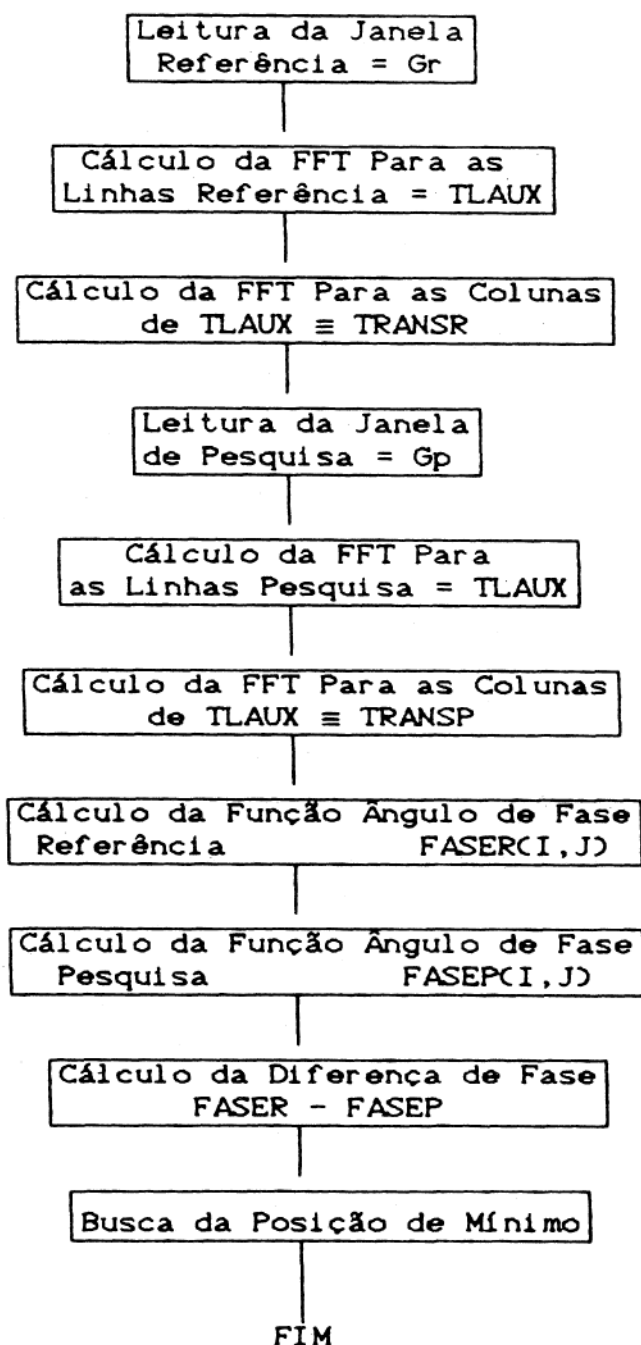 Leitura da Janela
Referência = Gr
Cálculo da FFT Para as
Linhas Referência = TLAUX
Cálculo da FFT Para as Colunas
de TLAUX ≡ TRANSR
Leitura da Janela
de Pesquisa = Gp
Cálculo da FFT Para
as Linhas Pesquisa = TLAUX
Cálculo da FFT Para as Colunas
de TLAUX ≡ TRANSP
Cálculo da Função Ângulo de Fase
Referência FASER(I,J)
Cálculo da Função Ângulo de Fase
Pesquisa FASEP(I,J)
Cálculo da Diferença de Fase
FASER - FASEP
Busca da Posição de Mínimo
FIM